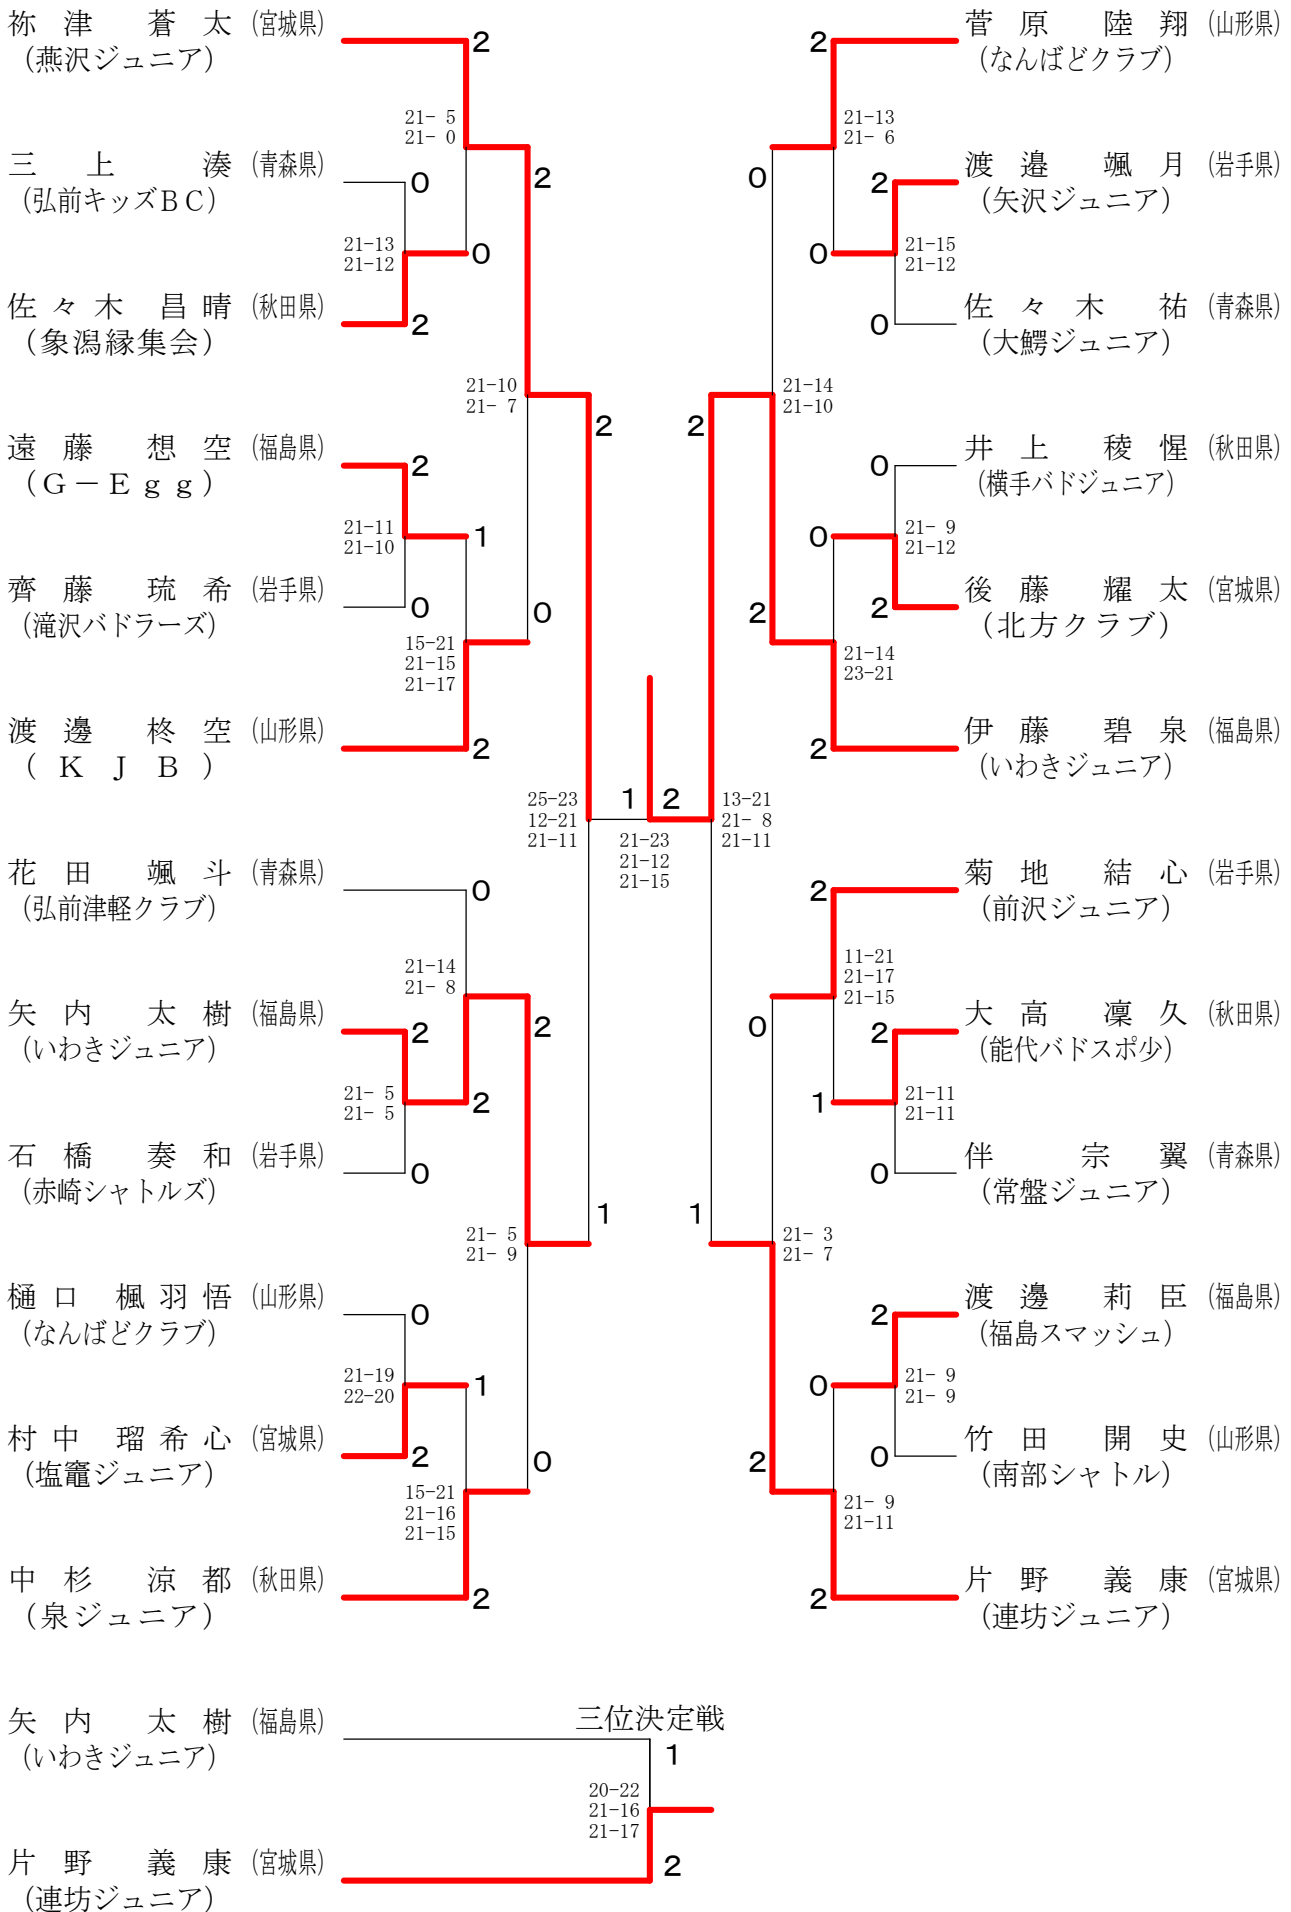 祢津 蒼太 (宮城県)
(燕沢ジュニア)
2
21- 5
21- 0
三上 湊 (青森県)
(弘前キッズＢＣ)
0
2
21-13
21-12
0
佐々木 昌晴 (秋田県)
(象潟縁集会)
2
21-10
21- 7
2
遠藤 想空 (福島県)
(Ｇ－Ｅｇｇ)
2
21-11
21-10
1
齊藤 琉希 (岩手県)
(滝沢バドラーズ)
0
0
15-21
21-15
21-17
渡邊 柊空 (山形県)
(ＫＪＢ)
2
25-23
12-21
21-11
花田 颯斗 (青森県)
(弘前津軽クラブ)
0
21-14
21- 8
矢内 太樹 (福島県)
(いわきジュニア)
2
2
21- 5
21- 5
2
石橋 奏和 (岩手県)
(赤崎シャトルズ)
0
21- 5
21- 9
1
樋口 楓羽悟 (山形県)
(なんばどクラブ)
0
21-19
22-20
1
村中 瑠希心 (宮城県)
(塩竈ジュニア)
2
0
15-21
21-16
21-15
中杉 涼都 (秋田県)
(泉ジュニア)
2
1 2
21-23
21-12
21-15
菅原 陸翔 (山形県)
(なんばどクラブ)
2
21-13
21- 6
渡邉 颯月 (岩手県)
(矢沢ジュニア)
2
0
21-15
21-12
0
佐々木 祐 (青森県)
(大鰐ジュニア)
0
21-14
21-10
2
井上 稜惺 (秋田県)
(横手バドジュニア)
0
21- 9
21-12
0
後藤 耀太 (宮城県)
(北方クラブ)
2
2
21-14
23-21
伊藤 碧泉 (福島県)
(いわきジュニア)
2
13-21
21- 8
21-11
菊地 結心 (岩手県)
(前沢ジュニア)
2
11-21
21-17
21-15
大高 凜久 (秋田県)
(能代バドスポ少)
2
0
21-11
21-11
1
伴 宗翼 (青森県)
(常盤ジュニア)
0
21- 3
21- 7
1
渡邊 莉臣 (福島県)
(福島スマッシュ)
2
21- 9
21- 9
0
竹田 開史 (山形県)
(南部シャトル)
0
2
21- 9
21-11
片野 義康 (宮城県)
(連坊ジュニア)
2
三位決定戦
矢内 太樹 (福島県)
(いわきジュニア)
1
20-22
21-16
21-17
片野 義康 (宮城県)
(連坊ジュニア)
2